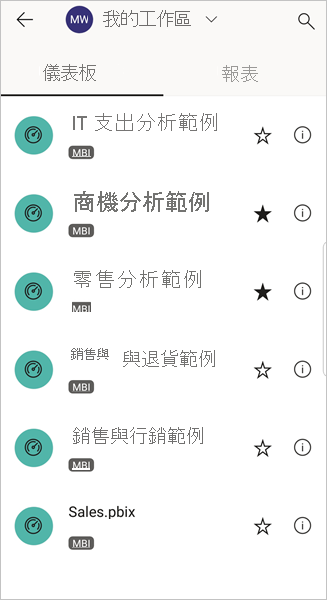 MW 我的工作區
儀表板 報表
IT 支出分析範例
MBI
商機分析範例
MBI
零售分析範例
MBI
銷售與 與退貨範例
MBI
銷售與行銷範例
MBI
Sales.pbix
MBI